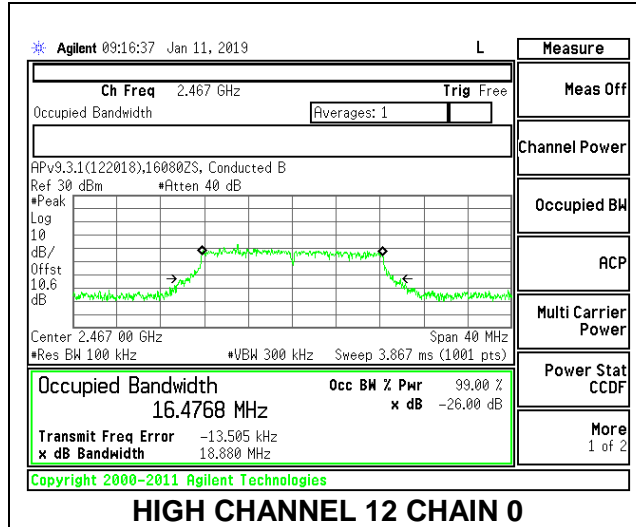 Agilent 09:16:37 Jan 11, 2019 L
Measure
Ch Freq 2.467 GHz Trig Free
Meas Off
Occupied Bandwidth Averages: 1
Channel Power
APv9.3.1(122018),16080ZS, Conducted B
Ref 30 dBm #Atten 40 dB
Occupied BW
#Peak
Log
10
dB/
Offst
10.6
dB
ACP
Multi Carrier
Power
Center 2.467 00 GHz Span 40 MHz
#Res BW 100 kHz #VBW 300 kHz Sweep 3.867 ms (1001 pts)
Power Stat
CCDF
Occupied Bandwidth Occ BW % Pwr 99.00 %
16.4768 MHz x dB -26.00 dB
Transmit Freq Error -13.505 kHz
x dB Bandwidth 18.880 MHz
More
1 of 2
Copyright 2000-2011 Agilent Technologies
HIGH CHANNEL 12 CHAIN 0